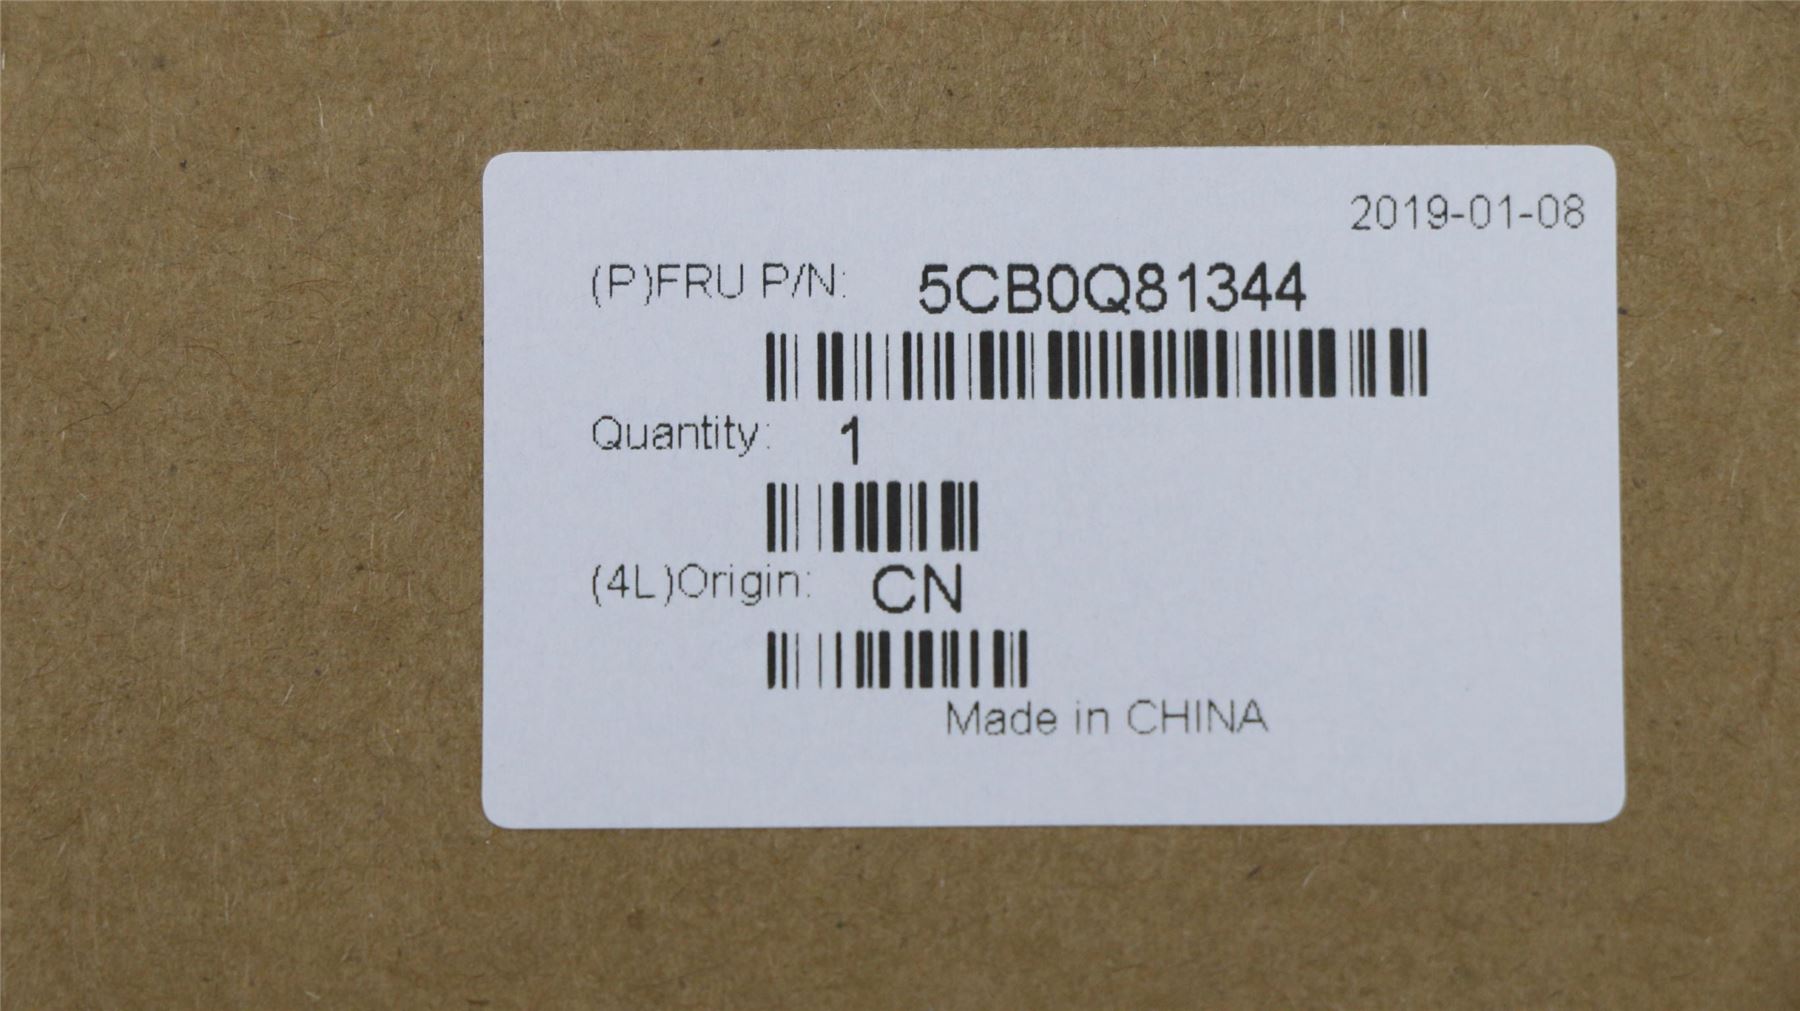 2019-01-08
(P)FRU P/N: 5CB0Q81344
Quantity: 1
(4L)Origin: CN
Made in CHINA